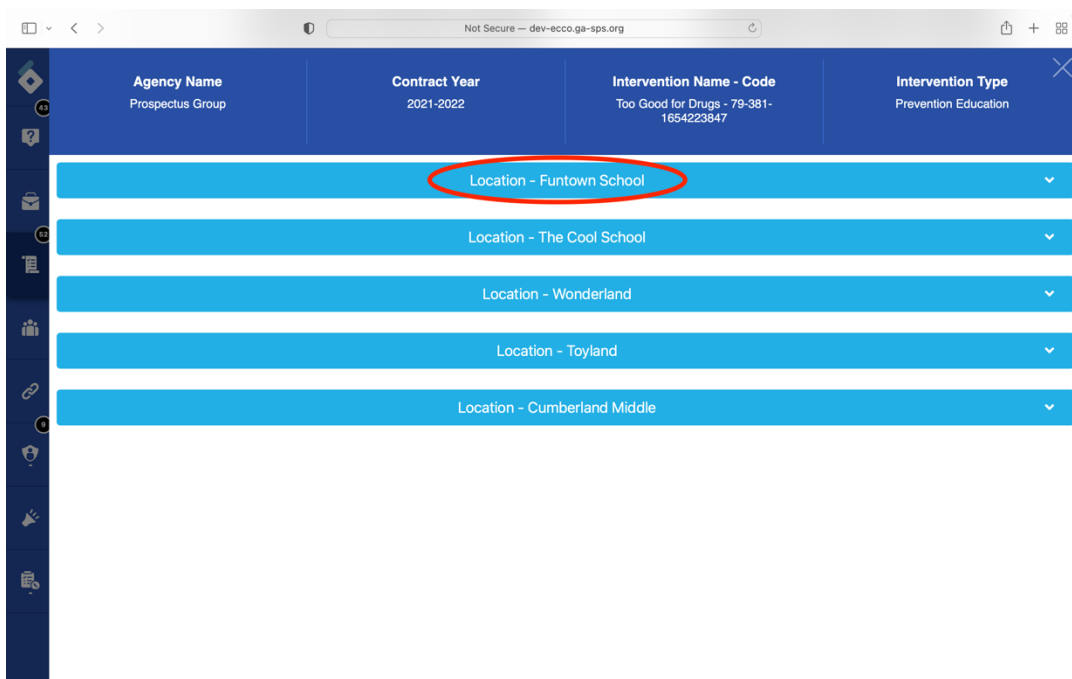 Not Secure — dev-ecco.ga-sps.org
Agency Name
Prospectus Group
Contract Year
2021-2022
Intervention Name - Code
Too Good for Drugs - 79-381-
1654223847
Intervention Type
Prevention Education
43
52
9
Location - Funtown School
Location - The Cool School
Location - Wonderland
Location - Toyland
Location - Cumberland Middle